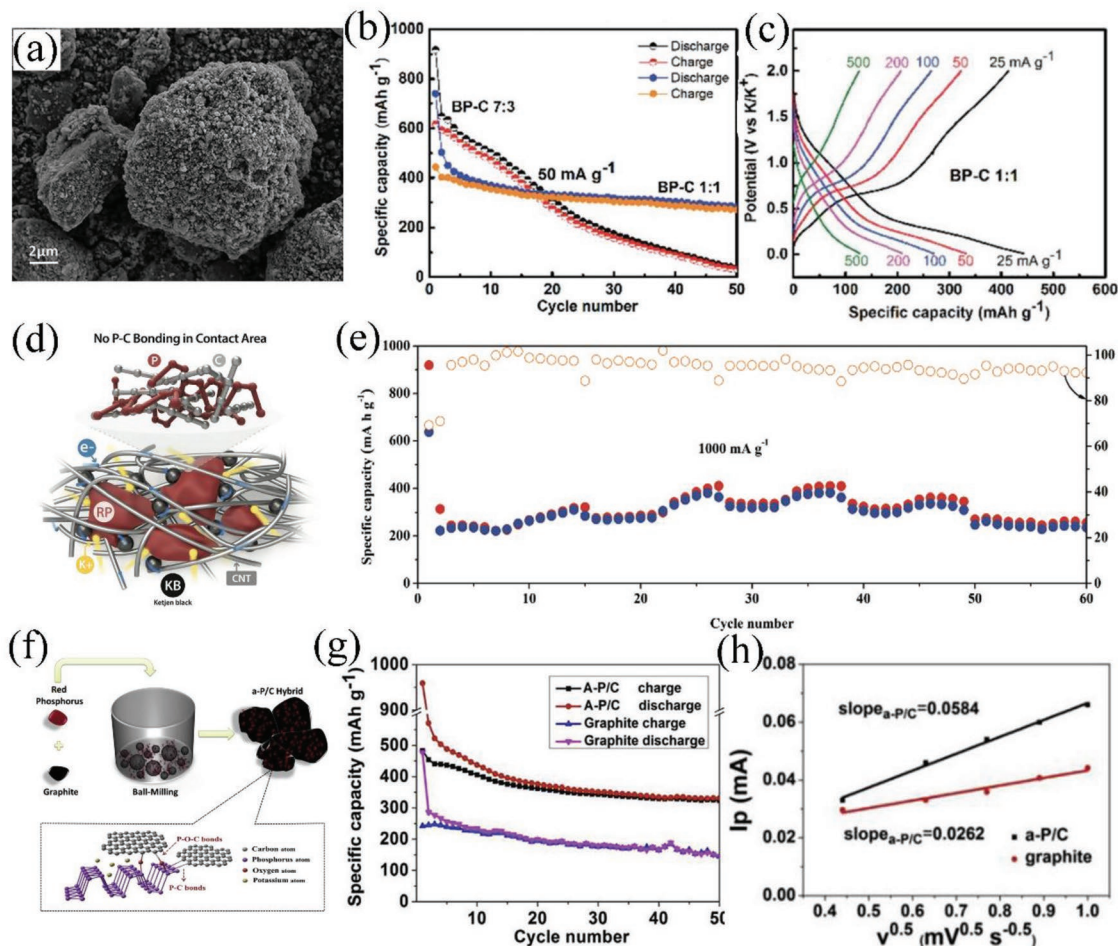 (a)
2μm
(b)
Specific capacity (mAh g⁻¹)
1000
800
600
400
200
0
Discharge
Charge
Discharge
Charge
BP-C 7:3
50 mA g⁻¹
BP-C 1:1
0 10 20 30 40 50
Cycle number
(c)
Potential (V vs K/K⁺)
2.0
1.5
1.0
0.5
0.0
500 200 100 50 25 mA g⁻¹
BP-C 1:1
500 200 100 50 25 mA g⁻¹
0 100 200 300 400 500 600
Specific capacity (mAh g⁻¹)
(d)
No P-C Bonding in Contact Area
P
C
e-
RP
K+
KB
Ketjen black
CNT
(e)
Specific capacity (mA h g⁻¹)
1000
800
600
400
200
0
1000 mA g⁻¹
100
80
60
40
20
0
0 10 20 30 40 50 60
Cycle number
(f)
Red
Phosphorus
+
Graphite
Ball-Milling
a-P/C Hybrid
P-O-C bonds
P-C bonds
Carbon atom
Phosphorus atom
Oxygen atom
Potassium atom
(g)
Specific capacity (mAh g⁻¹)
1000
900
500
400
300
200
100
0
A-P/C charge
A-P/C discharge
Graphite charge
Graphite discharge
10 20 30 40 50
Cycle number
(h)
Ip (mA)
0.08
0.06
0.04
0.02
0.00
slopea-P/C=0.0584
slopea-P/C=0.0262
a-P/C
graphite
0.4 0.5 0.6 0.7 0.8 0.9 1.0
v⁰·⁵ (mV⁰·⁵ s⁻⁰·⁵)